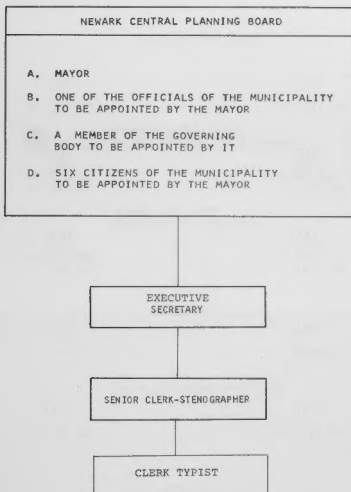 NEWARK CENTRAL PLANNING BOARD
A. MAYOR
B. ONE OF THE OFFICIALS OF THE MUNICIPALITY
TO BE APPOINTED BY THE MAYOR
C. A MEMBER OF THE GOVERNING
BODY TO BE APPOINTED BY IT
D. SIX CITIZENS OF THE MUNICIPALITY
TO BE APPOINTED BY THE MAYOR
EXECUTIVE
SECRETARY
SENIOR CLERK-STENOGRAPHER
CLERK TYPIST